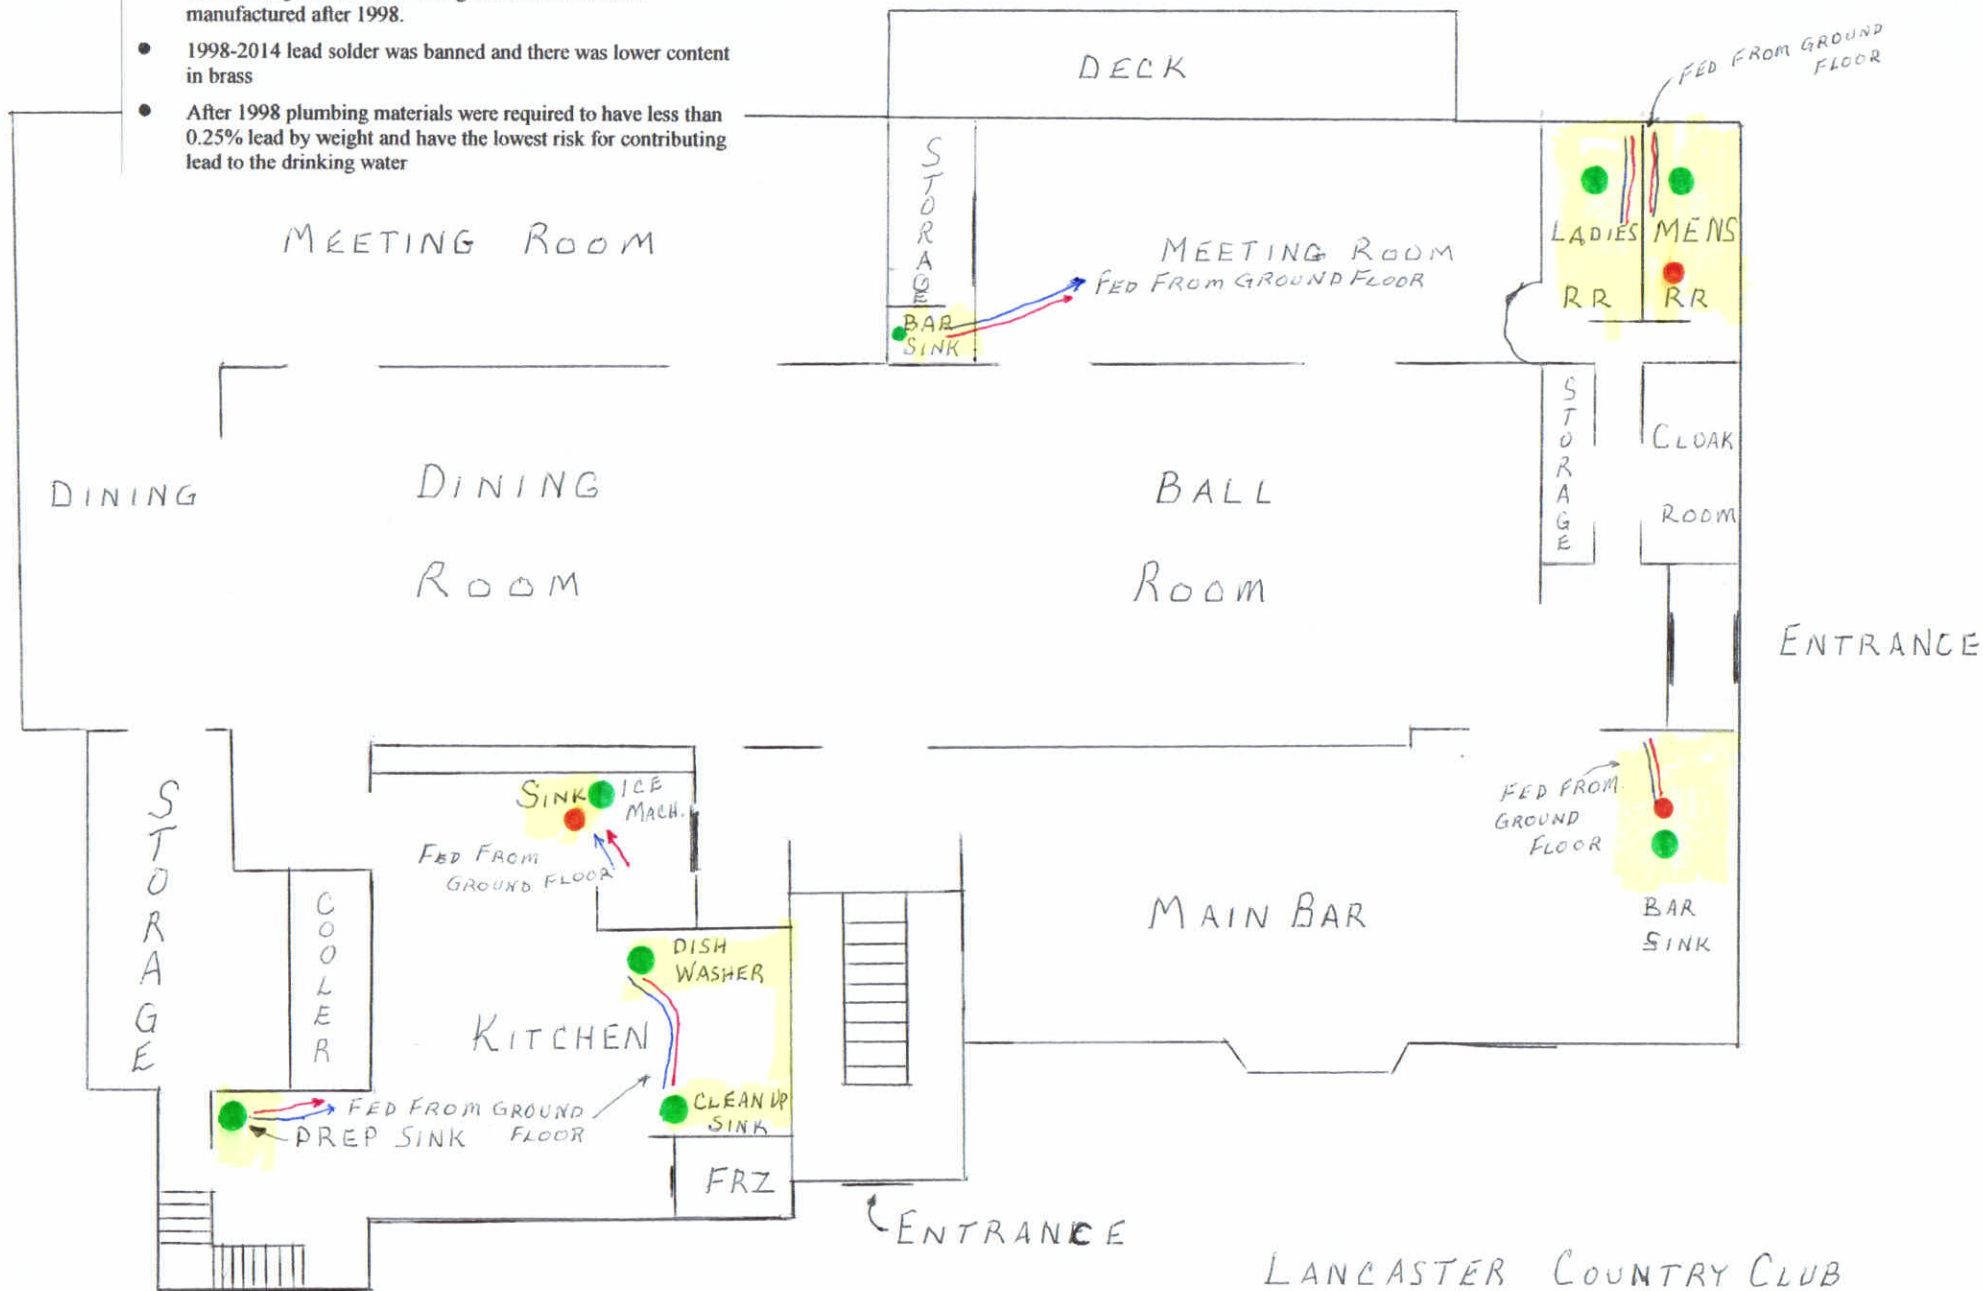 manufactured after 1998.
● 1998-2014 lead solder was banned and there was lower content
in brass
● After 1998 plumbing materials were required to have less than
0.25% lead by weight and have the lowest risk for contributing
lead to the drinking water
DECK
FED FROM GROUND
FLOOR
STORAGE
MEETING ROOM
MEETING ROOM
FED FROM GROUND FLOOR
LADIES
RR
MENS
RR
BAR
SINK
DINING
DINING
ROOM
BALL
ROOM
STORAGE
CLOAK
ROOM
ENTRANCE
STORAGE
SINK
ICE
MACH.
FED FROM
GROUND FLOOR
FED FROM
GROUND
FLOOR
COOLER
MAIN BAR
BAR
SINK
DISH
WASHER
KITCHEN
CLEAN UP
SINK
FED FROM GROUND
FLOOR
PREP SINK
FRZ
ENTRANCE
LANCASTER COUNTRY CLUB